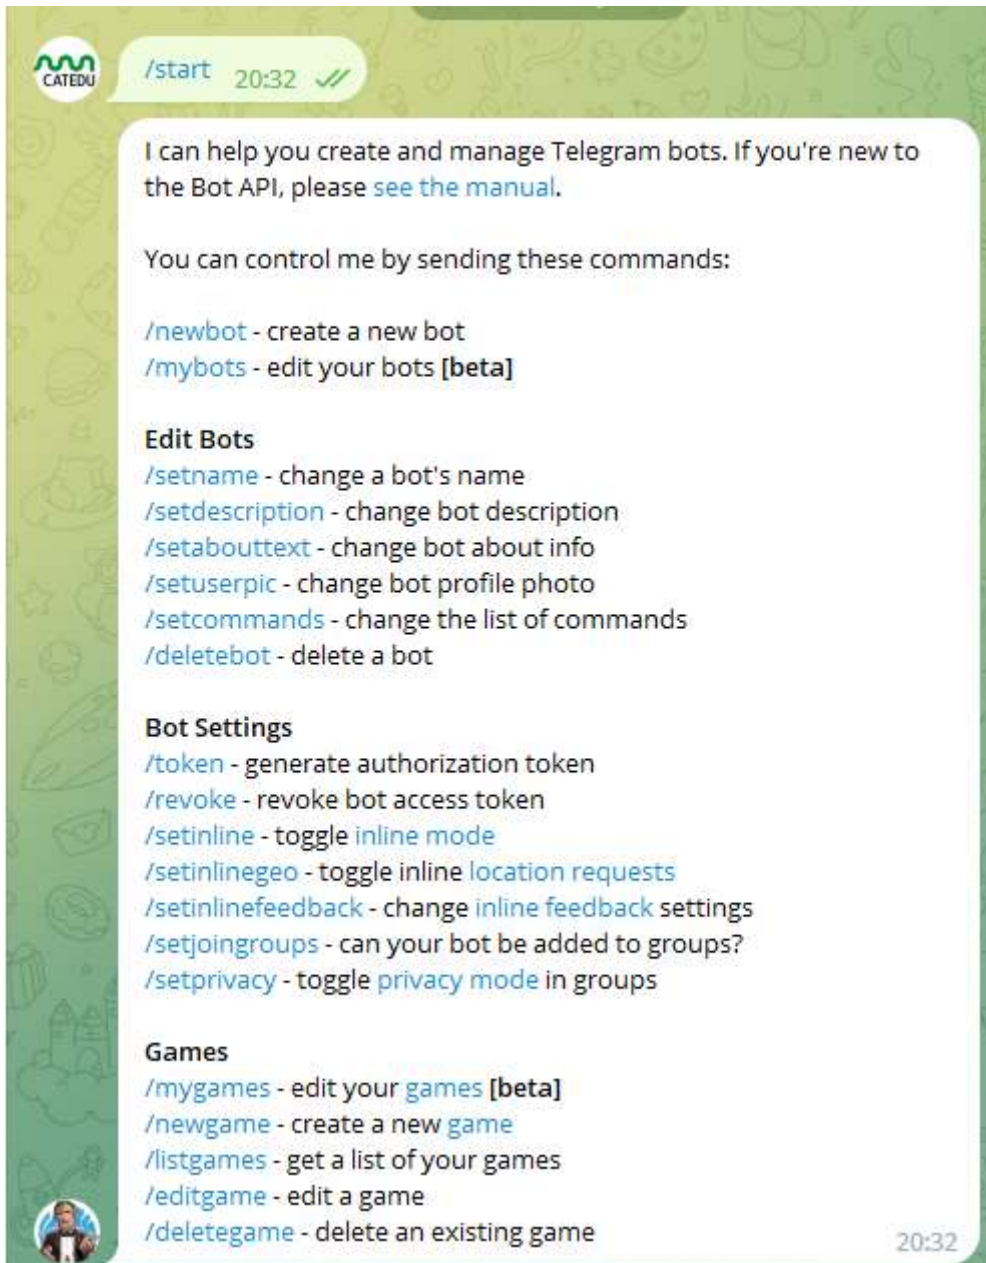 CATEDU
/start 20:32
I can help you create and manage Telegram bots. If you're new to
the Bot API, please see the manual.
You can control me by sending these commands:
/newbot - create a new bot
/mybots - edit your bots [beta]
Edit Bots
/setname - change a bot's name
/setdescription - change bot description
/setabouttext - change bot about info
/setuserpic - change bot profile photo
/setcommands - change the list of commands
/deletebot - delete a bot
Bot Settings
/token - generate authorization token
/revoke - revoke bot access token
/setinline - toggle inline mode
/setinlinegeo - toggle inline location requests
/setinlinefeedback - change inline feedback settings
/setjoingroups - can your bot be added to groups?
/setprivacy - toggle privacy mode in groups
Games
/mygames - edit your games [beta]
/newgame - create a new game
/listgames - get a list of your games
/editgame - edit a game
/deletegame - delete an existing game
20:32